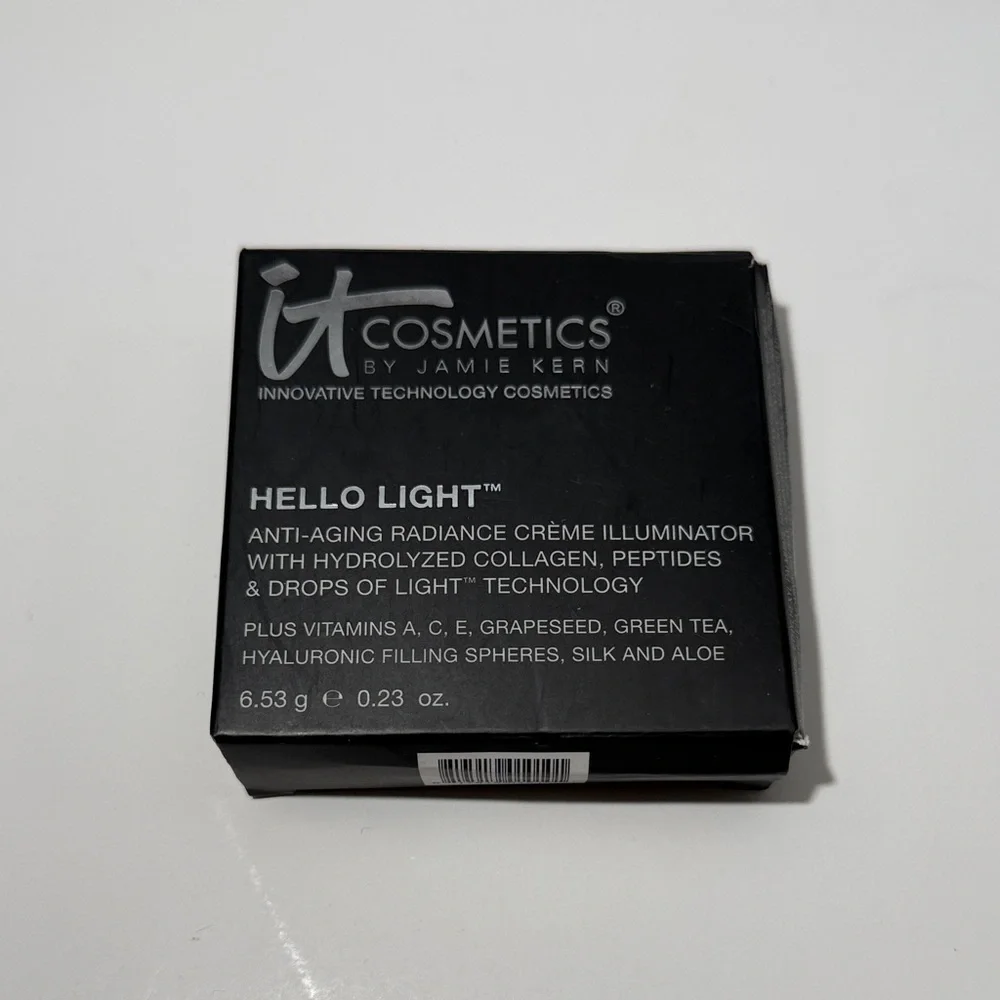 it COSMETICS®
BY JAMIE KERN
INNOVATIVE TECHNOLOGY COSMETICS
HELLO LIGHT™
ANTI-AGING RADIANCE CRÈME ILLUMINATOR
WITH HYDROLYZED COLLAGEN, PEPTIDES
& DROPS OF LIGHT™ TECHNOLOGY
PLUS VITAMINS A, C, E, GRAPESEED, GREEN TEA,
HYALURONIC FILLING SPHERES, SILK AND ALOE
6.53 g ℮ 0.23 oz.